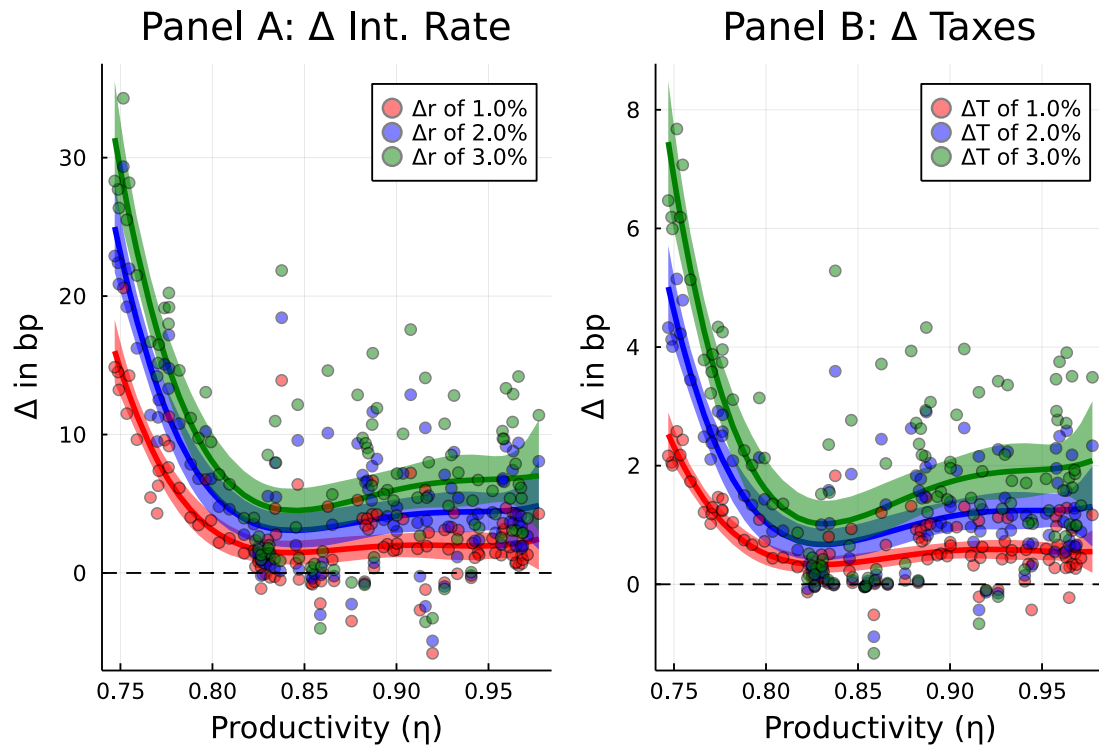 Panel A: Δ Int. Rate
Δr of 1.0%
Δr of 2.0%
Δr of 3.0%
30
20
10
0
Δ in bp
0.75 0.80 0.85 0.90 0.95
Productivity (η)
Panel B: Δ Taxes
ΔT of 1.0%
ΔT of 2.0%
ΔT of 3.0%
8
6
4
2
0
Δ in bp
0.75 0.80 0.85 0.90 0.95
Productivity (η)